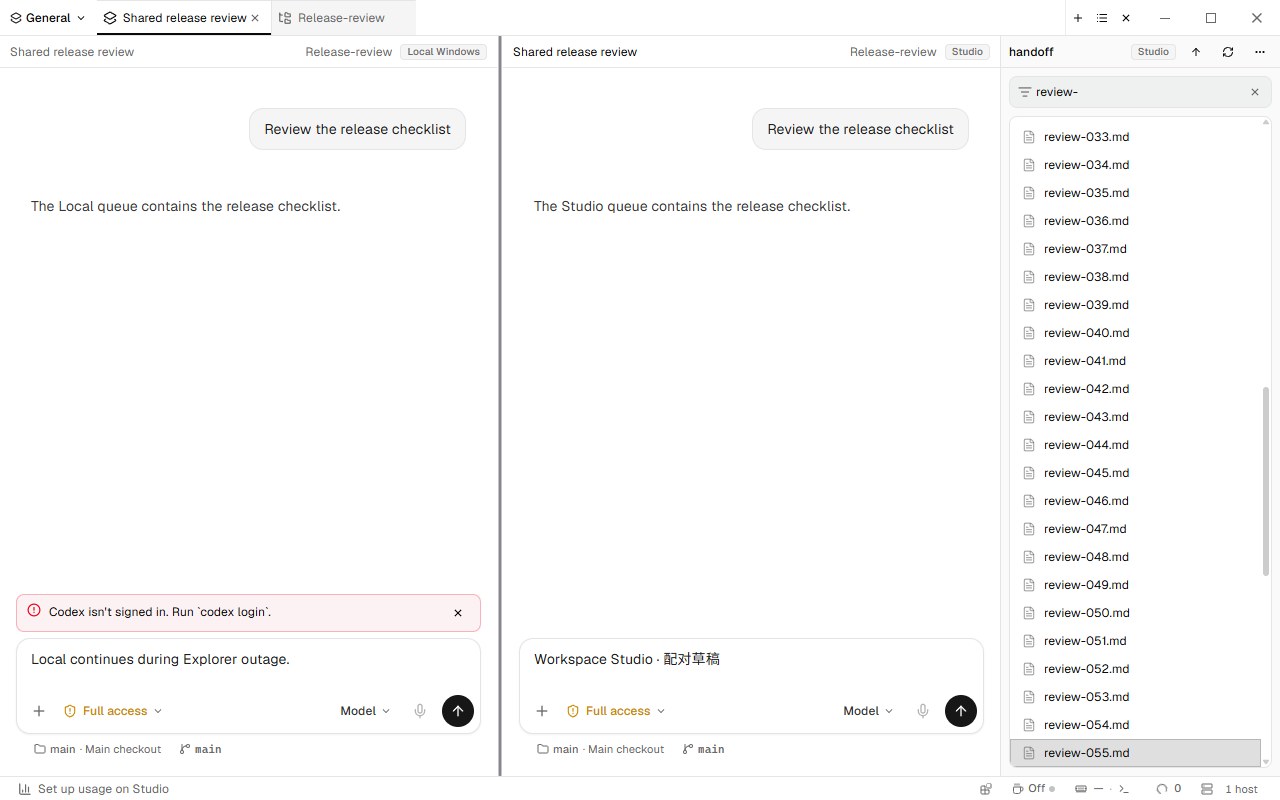 General
Shared release review
Release-review
Shared release review
Release-review
Local Windows
Review the release checklist
The Local queue contains the release checklist.
Codex isn't signed in. Run `codex login`.
Local continues during Explorer outage.
Full access
Model
main · Main checkout
main
Shared release review
Release-review
Studio
Review the release checklist
The Studio queue contains the release checklist.
Workspace Studio · 配对草稿
Full access
Model
main · Main checkout
main
handoff
Studio
review-
review-033.md
review-034.md
review-035.md
review-036.md
review-037.md
review-038.md
review-039.md
review-040.md
review-041.md
review-042.md
review-043.md
review-044.md
review-045.md
review-046.md
review-047.md
review-048.md
review-049.md
review-050.md
review-051.md
review-052.md
review-053.md
review-054.md
review-055.md
Set up usage on Studio
Off
— ·
0
1 host